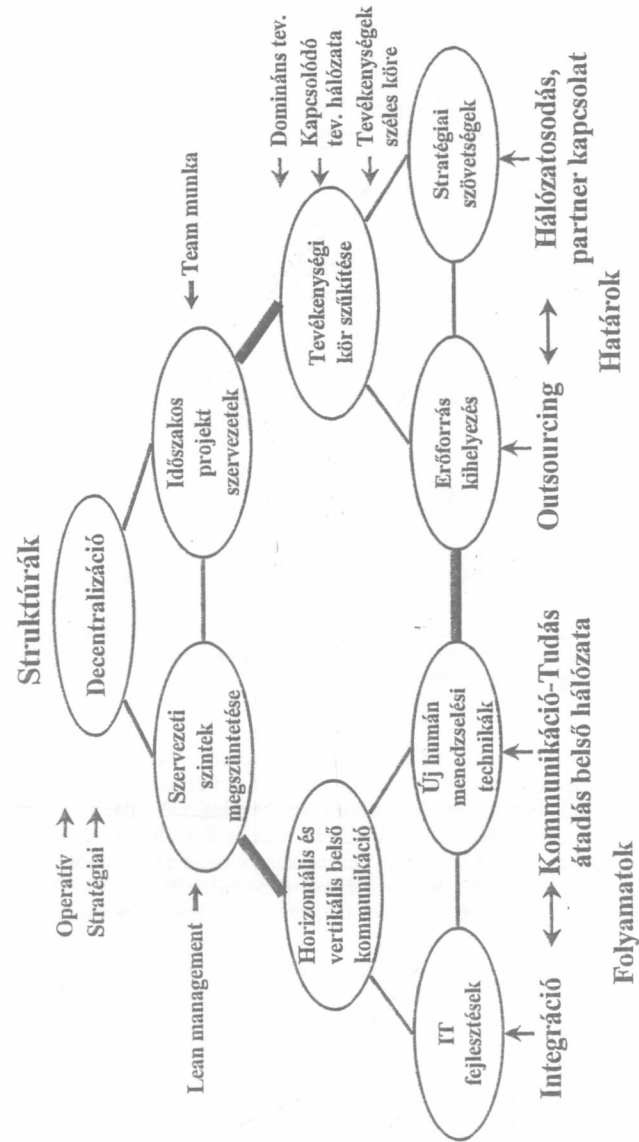 Struktúrák
Operatív
Stratégiai
Decentralizáció
Lean management
Szervezeti
szintek
megszüntetése
Időszakos
projekt
szervezetek
Team munka
Horizontális és
vertikális belső
kommunikáció
Tevékenységi
kör szűkítése
Domináns tev.
Kapcsolódó
tev. hálózata
Tevékenységek
széles köre
IT
fejlesztések
Új humán
menedzselési
technikák
Erőforrás
kihelyezés
Stratégiai
szövetségek
Integráció
Kommunikáció-Tudás
átadás belső hálózata
Outsourcing
Hálózatosodás,
partner kapcsolat
Folyamatok
Határok